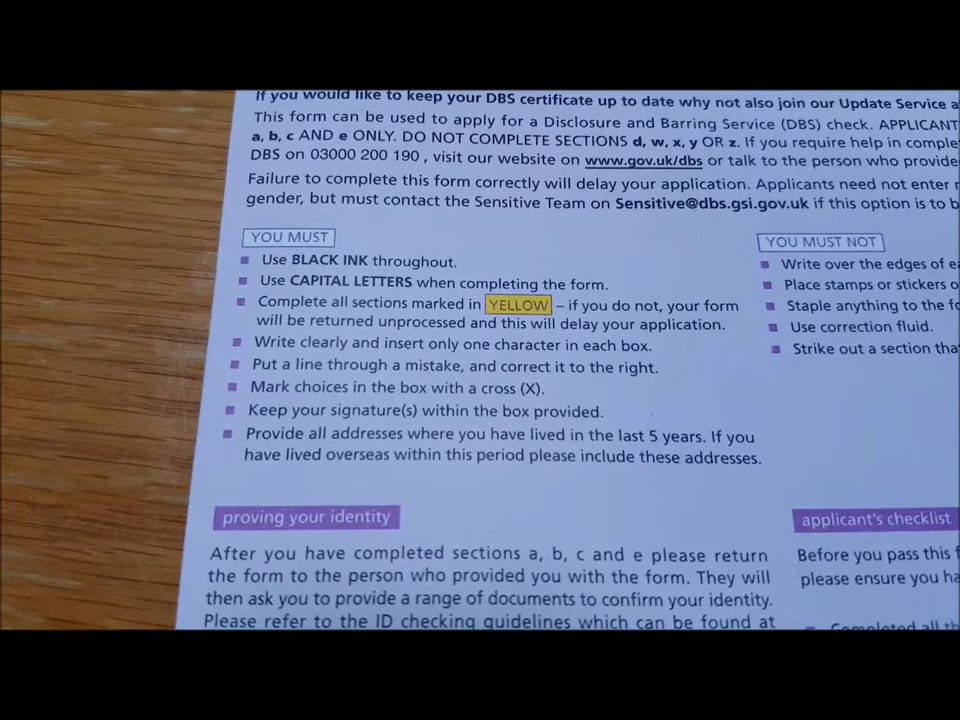 If you would like to keep your DBS certificate up to date why not also join our Update Service
This form can be used to apply for a Disclosure and Barring Service (DBS) check. APPLICANT
a, b, c AND e ONLY. DO NOT COMPLETE SECTIONS d, w, x, y OR z. If you require help in
DBS on 03000 200 190 , visit our website on www.gov.uk/dbs or talk to the person who
Failure to complete this form correctly will delay your application. Applicants need not enter
gender, but must contact the Sensitive Team on Sensitive@dbs.gsi.gov.uk if this option is to
YOU MUST
Use BLACK INK throughout.
Use CAPITAL LETTERS when completing the form.
Complete all sections marked in YELLOW – if you do not, your form
will be returned unprocessed and this will delay your application.
Write clearly and insert only one character in each box.
Put a line through a mistake, and correct it to the right.
Mark choices in the box with a cross (X).
Keep your signature(s) within the box provided.
Provide all addresses where you have lived in the last 5 years. If you
have lived overseas within this period please include these addresses.
YOU MUST NOT
Write over the edges of
Place stamps or stickers
Staple anything to the
Use correction fluid.
Strike out a section
proving your identity
After you have completed sections a, b, c and e please return
the form to the person who provided you with the form. They will
then ask you to provide a range of documents to confirm your identity.
Please refer to the ID checking guidelines which can be found at
applicant's checklist
Before you pass this
please ensure you
Completed all